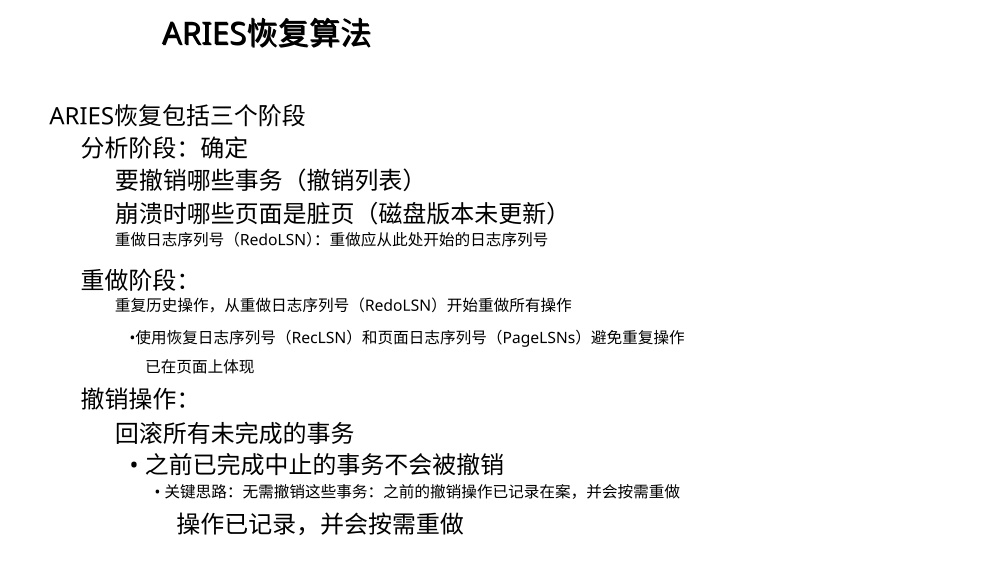 ARIES恢复算法
ARIES恢复包括三个阶段
分析阶段：确定
要撤销哪些事务（撤销列表）
崩溃时哪些页面是脏页（磁盘版本未更新）
重做日志序列号（RedoLSN）：重做应从此处开始的日志序列号
重做阶段：
重复历史操作，从重做日志序列号（RedoLSN）开始重做所有操作
•使用恢复日志序列号（RecLSN）和页面日志序列号（PageLSNs）避免重复操作
已在页面上体现
撤销操作：
回滚所有未完成的事务
• 之前已完成中止的事务不会被撤销
• 关键思路：无需撤销这些事务：之前的撤销操作已记录在案，并会按需重做
操作已记录，并会按需重做